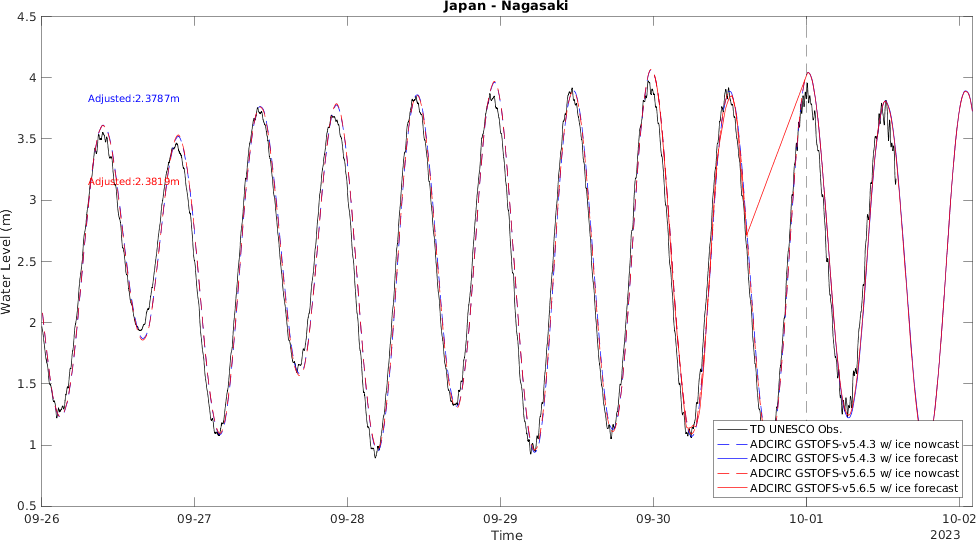 Japan - Nagasaki
4.5
4
3.5
3
2.5
2
1.5
1
0.5
Water Level (m)
Adjusted:2.3787m
Adjusted:2.3819m
TD UNESCO Obs.
ADCIRC GSTOFS-v5.4.3 w/ ice nowcast
ADCIRC GSTOFS-v5.4.3 w/ ice forecast
ADCIRC GSTOFS-v5.6.5 w/ ice nowcast
ADCIRC GSTOFS-v5.6.5 w/ ice forecast
09-26 09-27 09-28 09-29 09-30 10-01 10-02
Time
2023